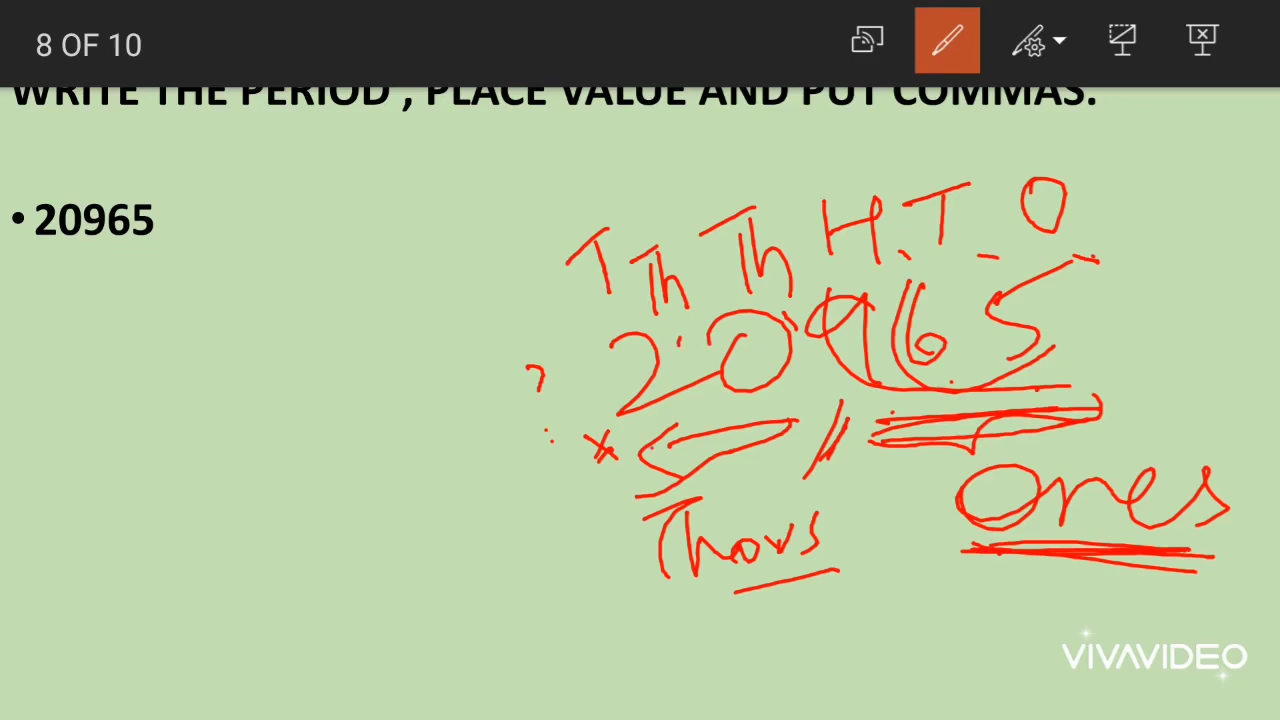 8 OF 10
WRITE THE PERIOD , PLACE VALUE AND PUT COMMAS.
• 20965
T Th Th H T O
20965
Thous
Ones
VIVAVIDEO